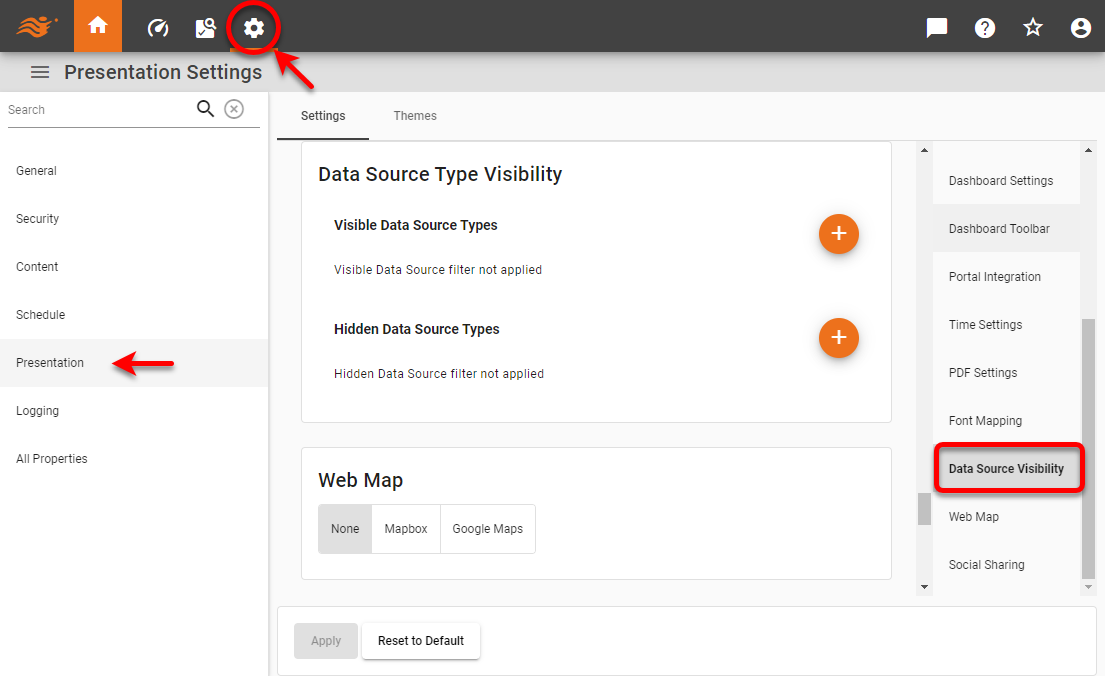 Presentation Settings
Search
General
Security
Content
Schedule
Presentation
Logging
All Properties
Settings
Themes
Data Source Type Visibility
Visible Data Source Types
Visible Data Source filter not applied
Hidden Data Source Types
Hidden Data Source filter not applied
Web Map
None
Mapbox
Google Maps
Dashboard Settings
Dashboard Toolbar
Portal Integration
Time Settings
PDF Settings
Font Mapping
Data Source Visibility
Web Map
Social Sharing
Apply
Reset to Default